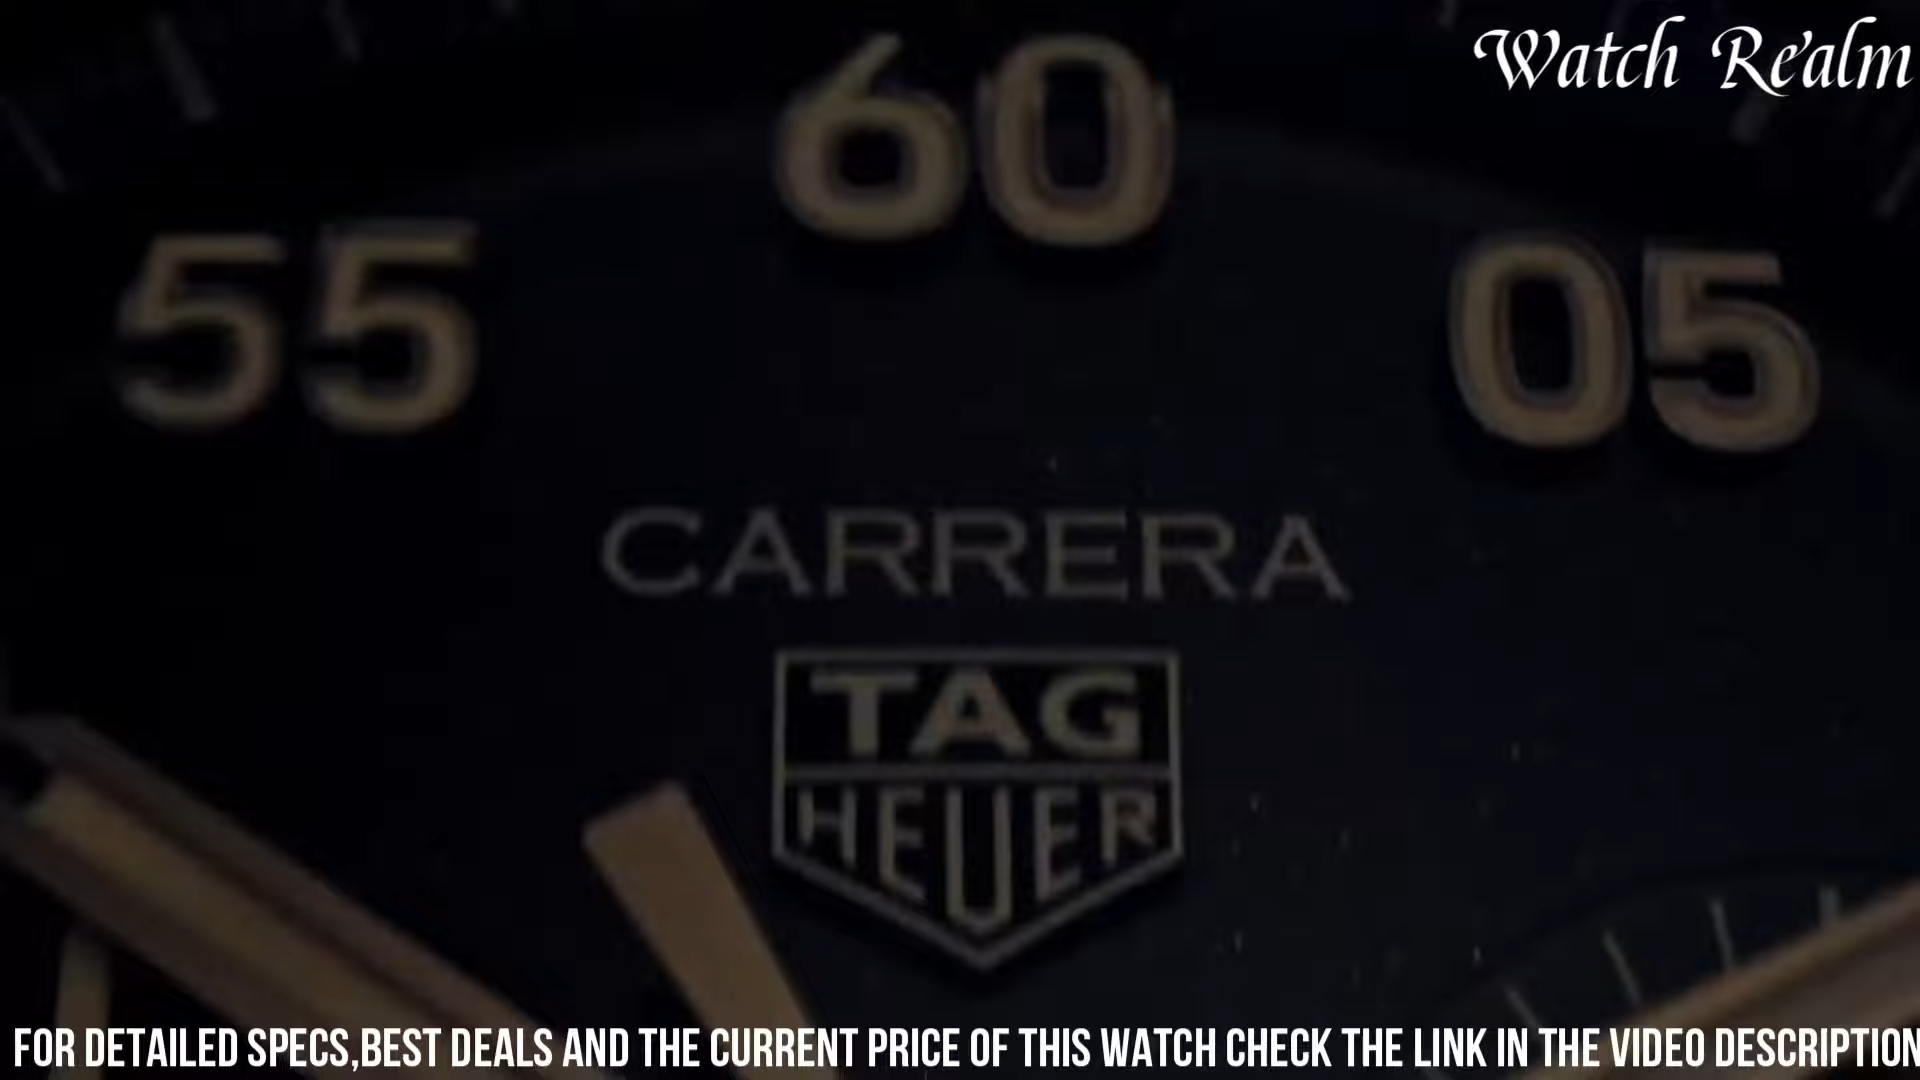 Watch Realm
60
55
05
CARRERA
TAG
HEUER
FOR DETAILED SPECS,BEST DEALS AND THE CURRENT PRICE OF THIS WATCH CHECK THE LINK IN THE VIDEO DESCRIPTION